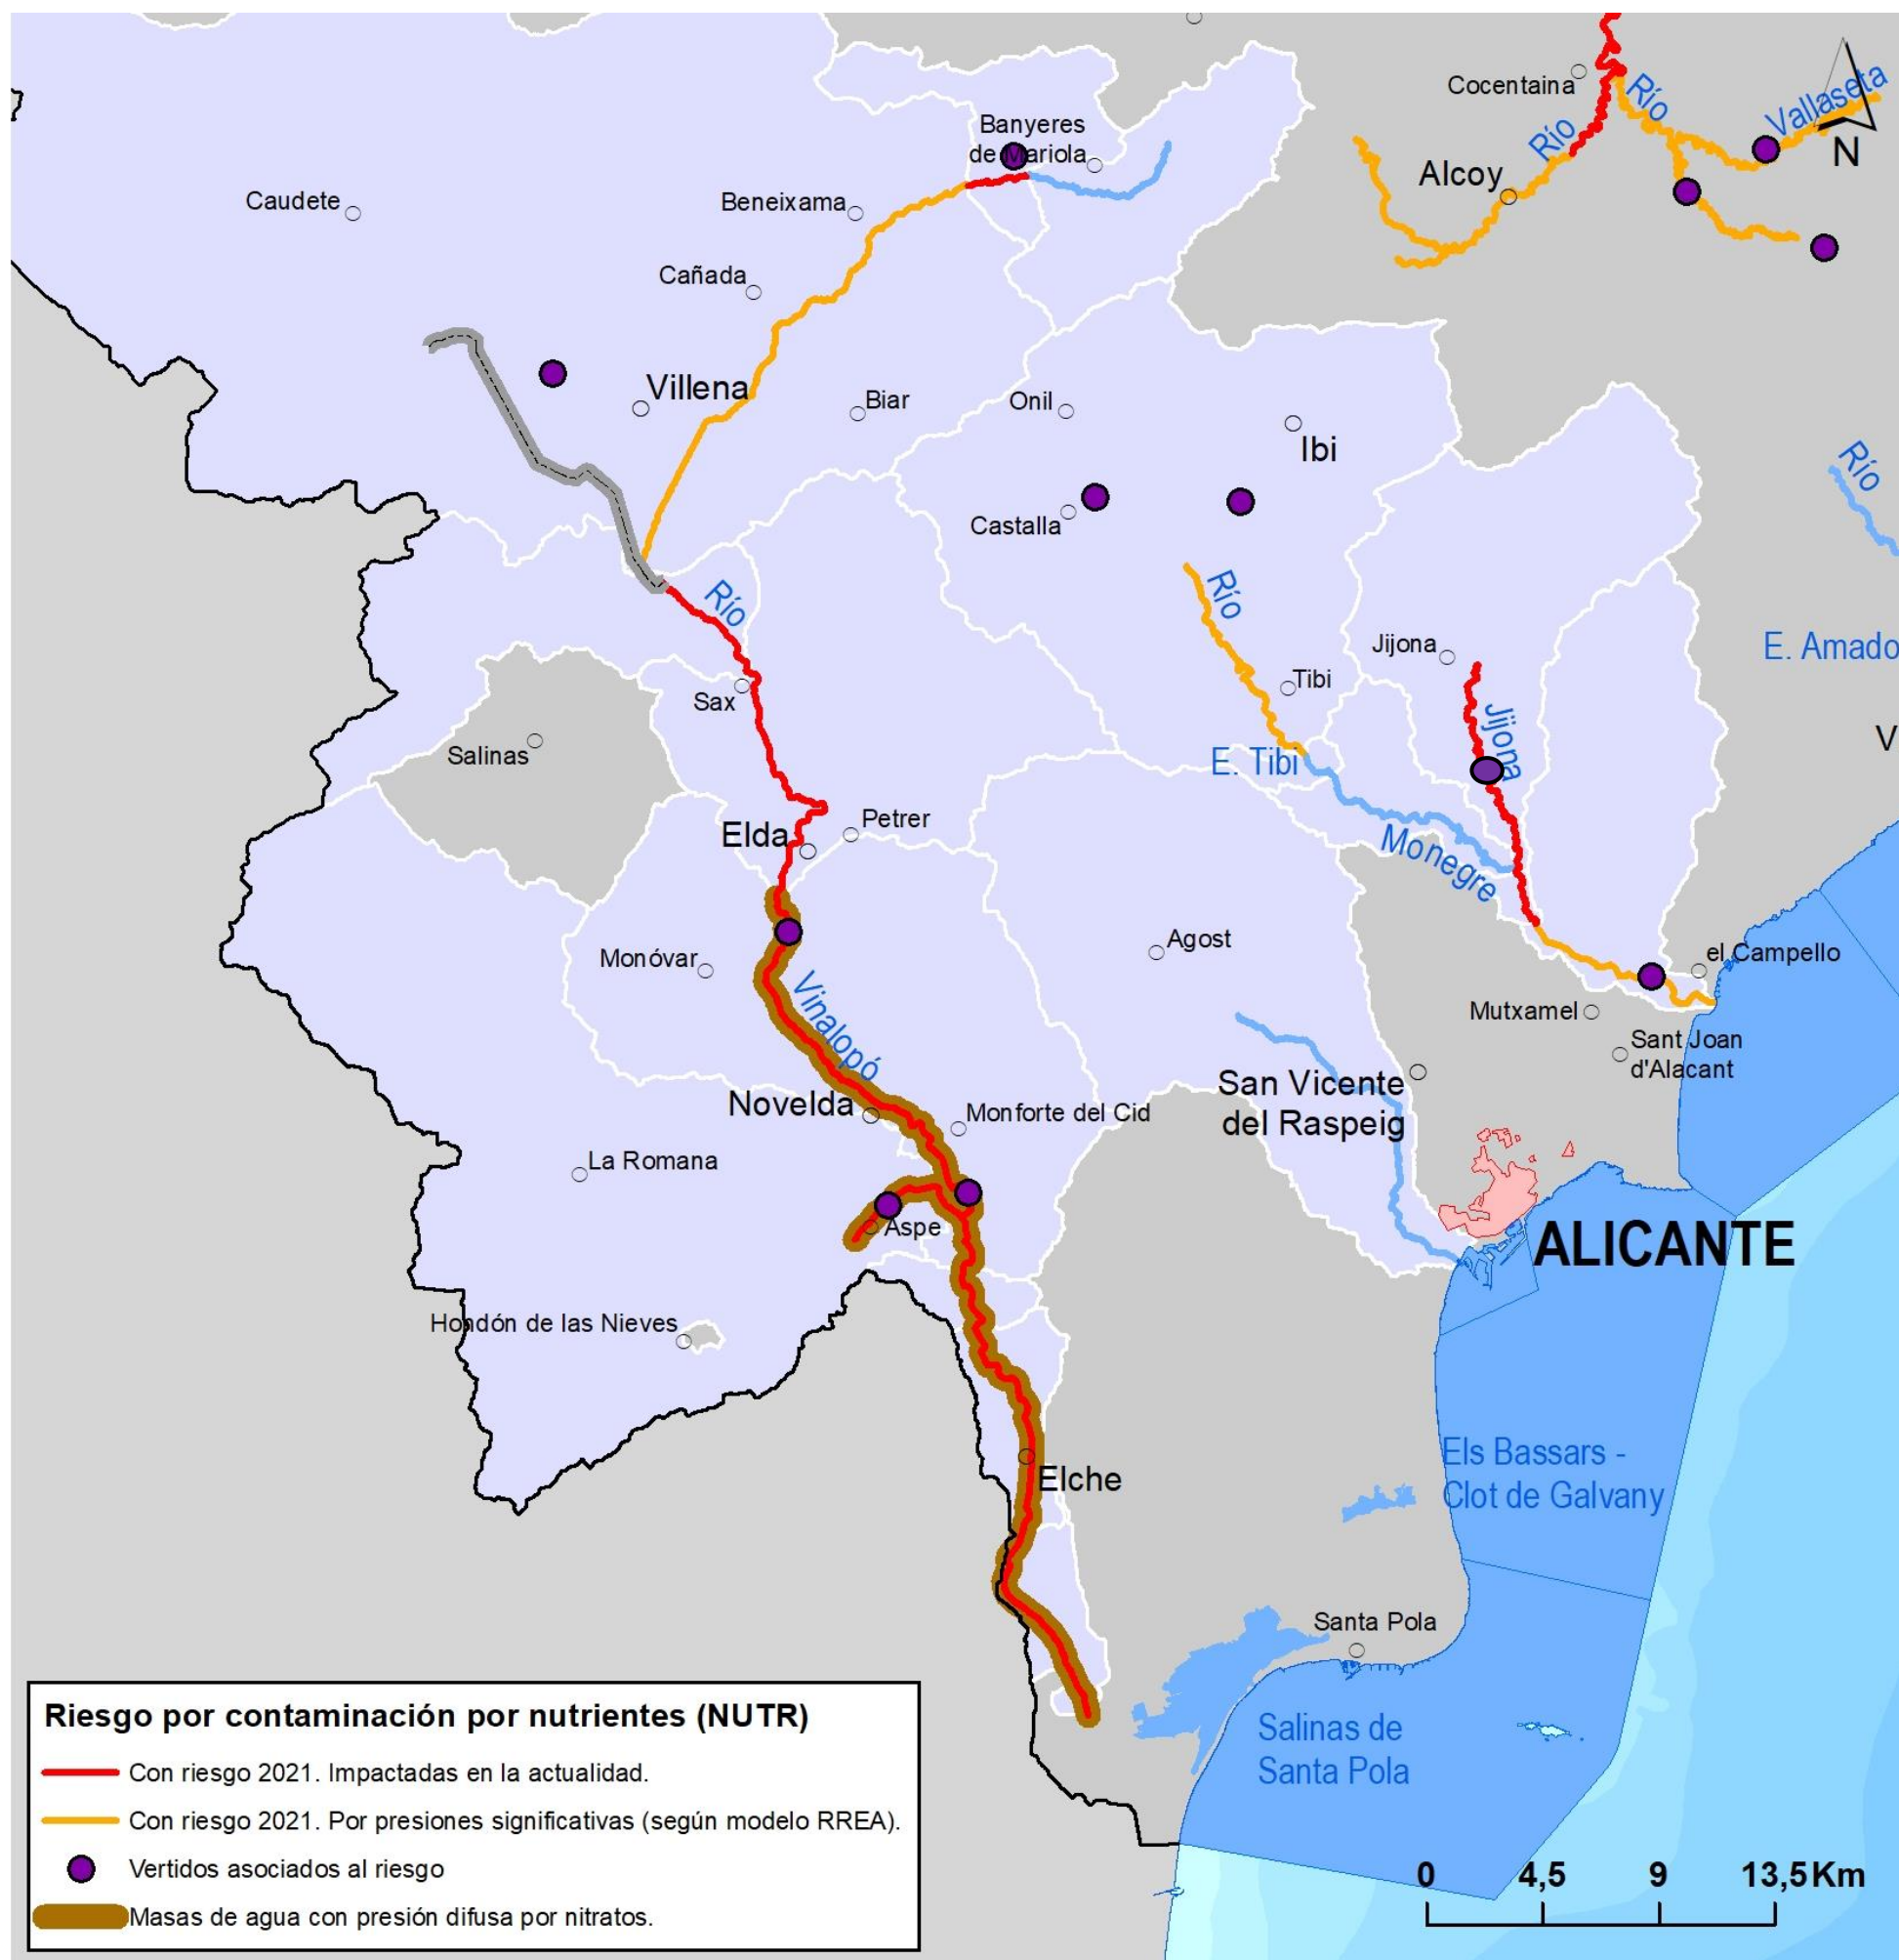 Cocentaina
Río
Vallaseta
N
Banyeres
de Mariola
Río
Alcoy
Caudete
Beneixama
Cañada
Villena
Biar
Onil
Ibi
Río
Castalla
Río
Río
Jijona
E. Amado
Tibi
Sax
Jijona
V
Salinas
E. Tibi
Petrer
Elda
Monegre
Agost
el Campello
Monóvar
Vinalopó
Mutxamel
Sant Joan
d'Alacant
San Vicente
del Raspeig
Novelda
Monforte del Cid
La Romana
Aspe
ALICANTE
Hondón de las Nieves
Elche
Els Bassars -
Clot de Galvany
Santa Pola
Salinas de
Santa Pola
Riesgo por contaminación por nutrientes (NUTR)
Con riesgo 2021. Impactadas en la actualidad.
Con riesgo 2021. Por presiones significativas (según modelo RREA).
Vertidos asociados al riesgo
Masas de agua con presión difusa por nitratos.
0 4,5 9 13,5 Km